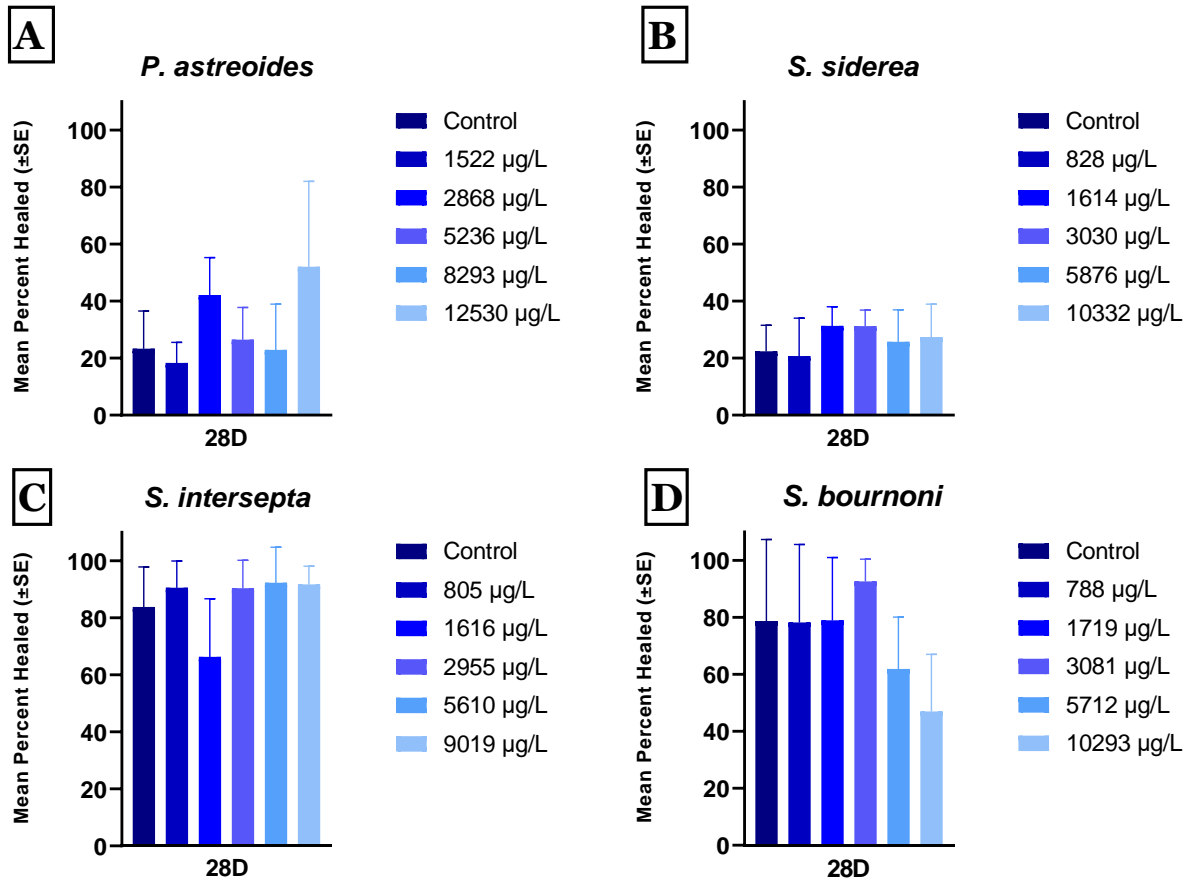 A
P. astreoides
Mean Percent Healed (±SE)
100
80
60
40
20
0
28D
Control
1522 µg/L
2868 µg/L
5236 µg/L
8293 µg/L
12530 µg/L
B
S. siderea
Mean Percent Healed (±SE)
100
80
60
40
20
0
28D
Control
828 µg/L
1614 µg/L
3030 µg/L
5876 µg/L
10332 µg/L
C
S. intersepta
Mean Percent Healed (±SE)
100
80
60
40
20
0
28D
Control
805 µg/L
1616 µg/L
2955 µg/L
5610 µg/L
9019 µg/L
D
S. bournoni
Mean Percent Healed (±SE)
100
80
60
40
20
0
28D
Control
788 µg/L
1719 µg/L
3081 µg/L
5712 µg/L
10293 µg/L